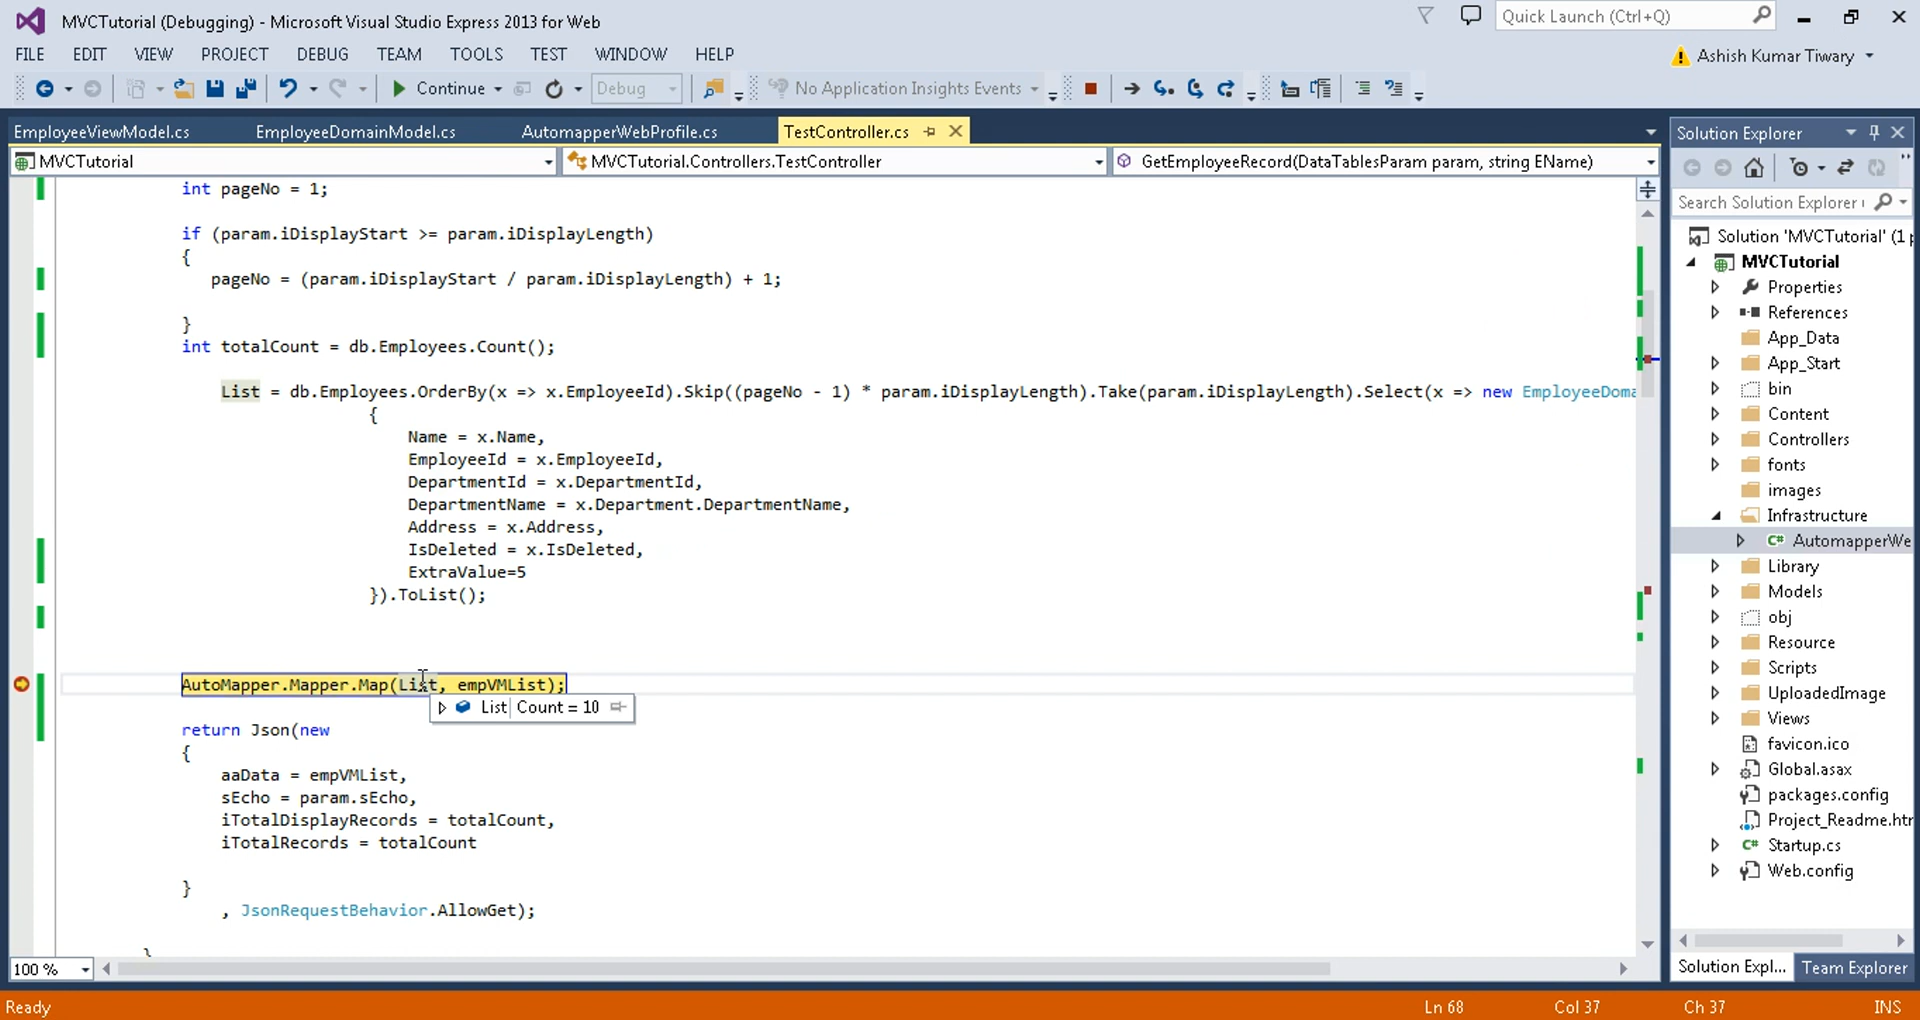 MVCTutorial (Debugging) - Microsoft Visual Studio Express 2013 for Web
Quick Launch (Ctrl+Q)
FILE EDIT VIEW PROJECT DEBUG TEAM TOOLS TEST WINDOW HELP
Ashish Kumar Tiwary
Continue
Debug
No Application Insights Events
EmployeeViewModel.cs EmployeeDomainModel.cs AutomapperWebProfile.cs TestController.cs
MVCTutorial MVCTutorial.Controllers.TestController GetEmployeeRecord(DataTablesParam param, string EName)
int pageNo = 1;
if (param.iDisplayStart >= param.iDisplayLength)
{
pageNo = (param.iDisplayStart / param.iDisplayLength) + 1;
}
int totalCount = db.Employees.Count();
List = db.Employees.OrderBy(x => x.EmployeeId).Skip((pageNo - 1) * param.iDisplayLength).Take(param.iDisplayLength).Select(x => new EmployeeDoma
{
Name = x.Name,
EmployeeId = x.EmployeeId,
DepartmentId = x.DepartmentId,
DepartmentName = x.Department.DepartmentName,
Address = x.Address,
IsDeleted = x.IsDeleted,
ExtraValue=5
}).ToList();
AutoMapper.Mapper.Map(List, empVMList);
List Count = 10
return Json(new
{
aaData = empVMList,
sEcho = param.sEcho,
iTotalDisplayRecords = totalCount,
iTotalRecords = totalCount
}
, JsonRequestBehavior.AllowGet);
}
100 %
Solution Explorer
Search Solution Explorer (
Solution 'MVCTutorial' (1 p
MVCTutorial
Properties
References
App_Data
App_Start
bin
Content
Controllers
fonts
images
Infrastructure
C# AutomapperWe
Library
Models
obj
Resource
Scripts
UploadedImage
Views
favicon.ico
Global.asax
packages.config
Project_Readme.htr
C# Startup.cs
Web.config
Solution Expl... Team Explorer
Ready Ln 68 Col 37 Ch 37 INS